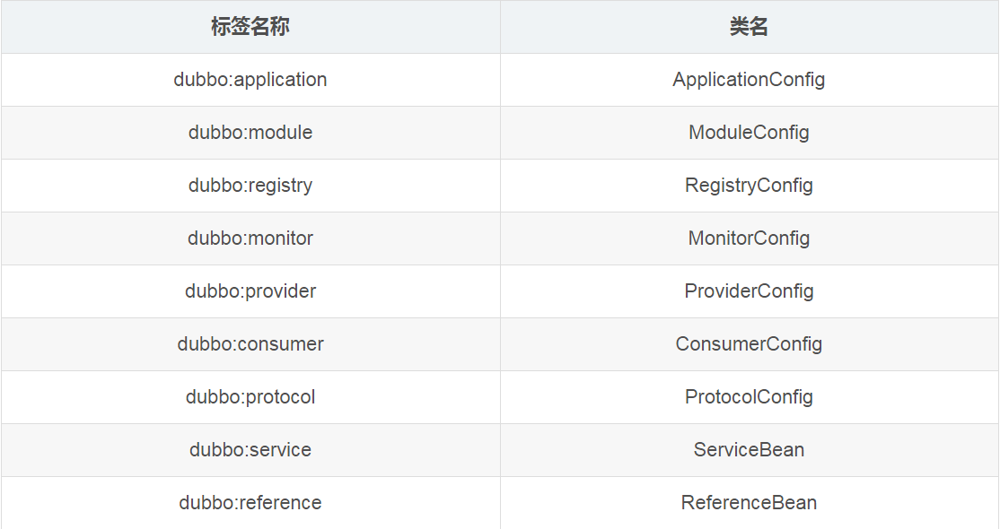 标签名称 类名
dubbo:application ApplicationConfig
dubbo:module ModuleConfig
dubbo:registry RegistryConfig
dubbo:monitor MonitorConfig
dubbo:provider ProviderConfig
dubbo:consumer ConsumerConfig
dubbo:protocol ProtocolConfig
dubbo:service ServiceBean
dubbo:reference ReferenceBean